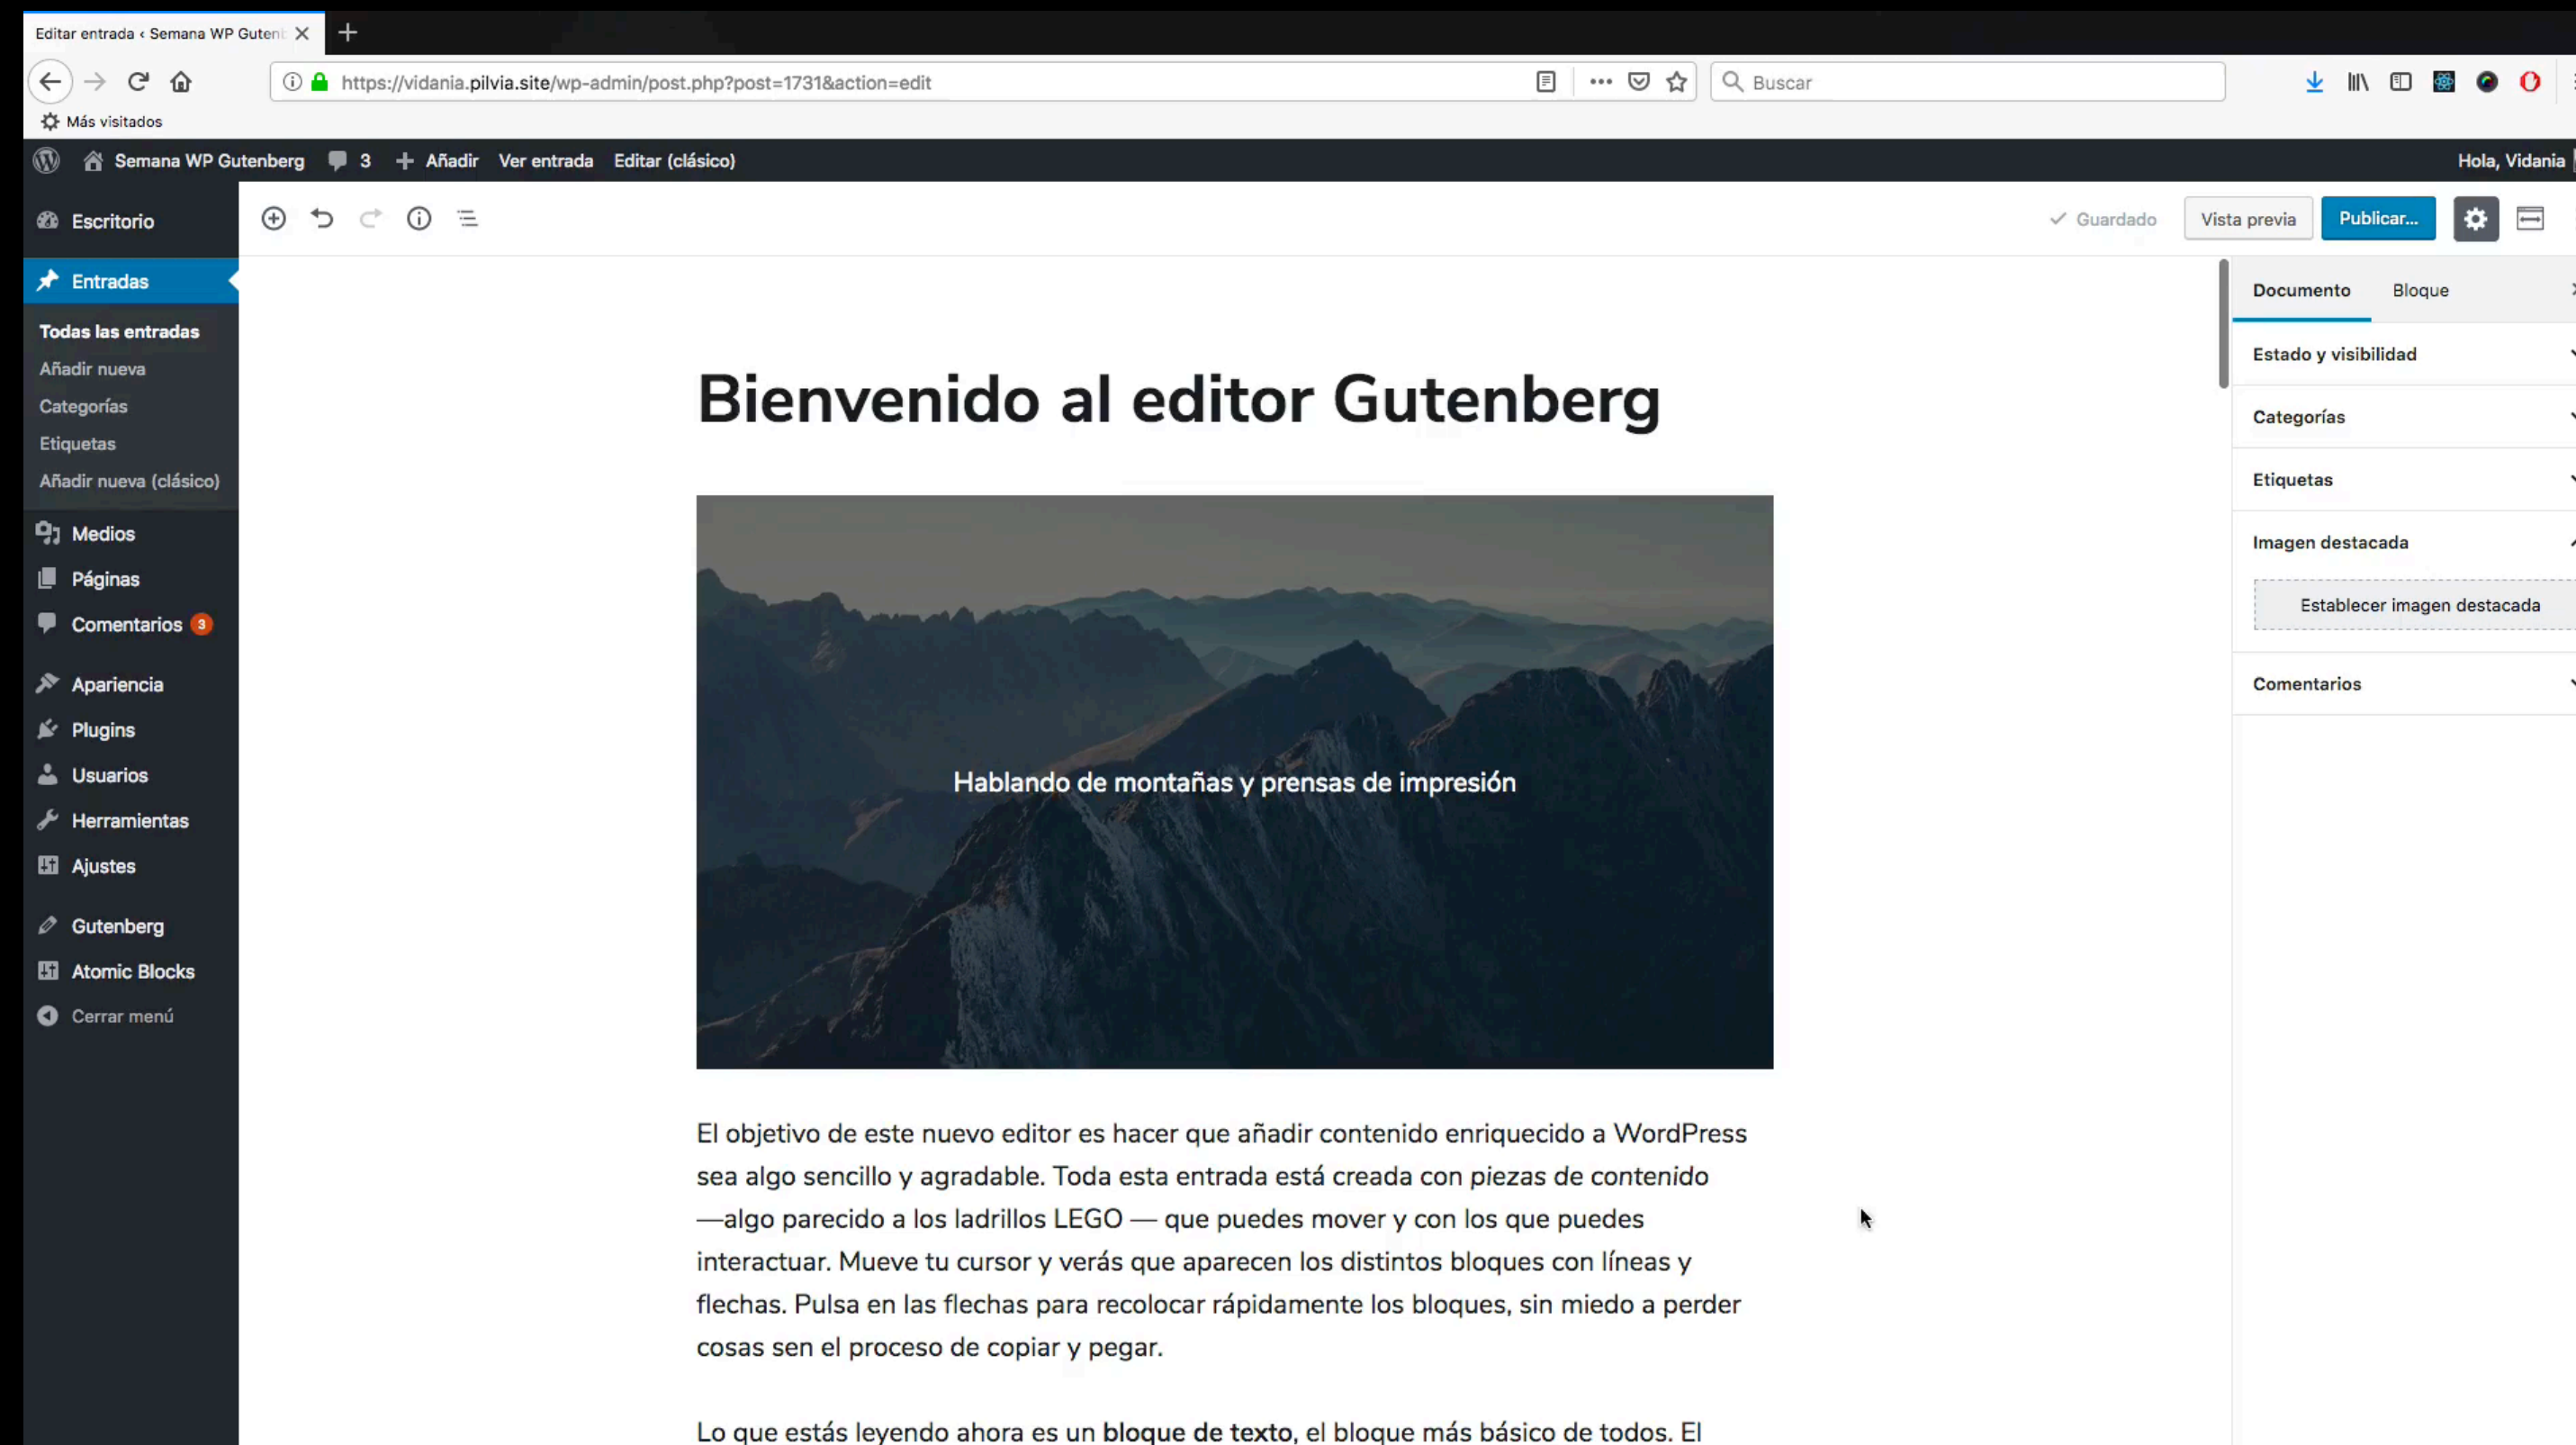 Editar entrada ‹ Semana WP Gutenb
https://vidania.pilvia.site/wp-admin/post.php?post=1731&action=edit
Buscar
Más visitados
Semana WP Gutenberg 3 + Añadir Ver entrada Editar (clásico)
Hola, Vidania
Escritorio
Entradas
Todas las entradas
Añadir nueva
Categorías
Etiquetas
Añadir nueva (clásico)
Medios
Páginas
Comentarios 3
Apariencia
Plugins
Usuarios
Herramientas
Ajustes
Gutenberg
Atomic Blocks
Cerrar menú
Guardado Vista previa Publicar...
Bienvenido al editor Gutenberg
Hablando de montañas y prensas de impresión
El objetivo de este nuevo editor es hacer que añadir contenido enriquecido a WordPress
sea algo sencillo y agradable. Toda esta entrada está creada con piezas de contenido
—algo parecido a los ladrillos LEGO — que puedes mover y con los que puedes
interactuar. Mueve tu cursor y verás que aparecen los distintos bloques con líneas y
flechas. Pulsa en las flechas para recolocar rápidamente los bloques, sin miedo a perder
cosas sen el proceso de copiar y pegar.
Lo que estás leyendo ahora es un bloque de texto, el bloque más básico de todos. El
Documento Bloque
Estado y visibilidad
Categorías
Etiquetas
Imagen destacada
Establecer imagen destacada
Comentarios